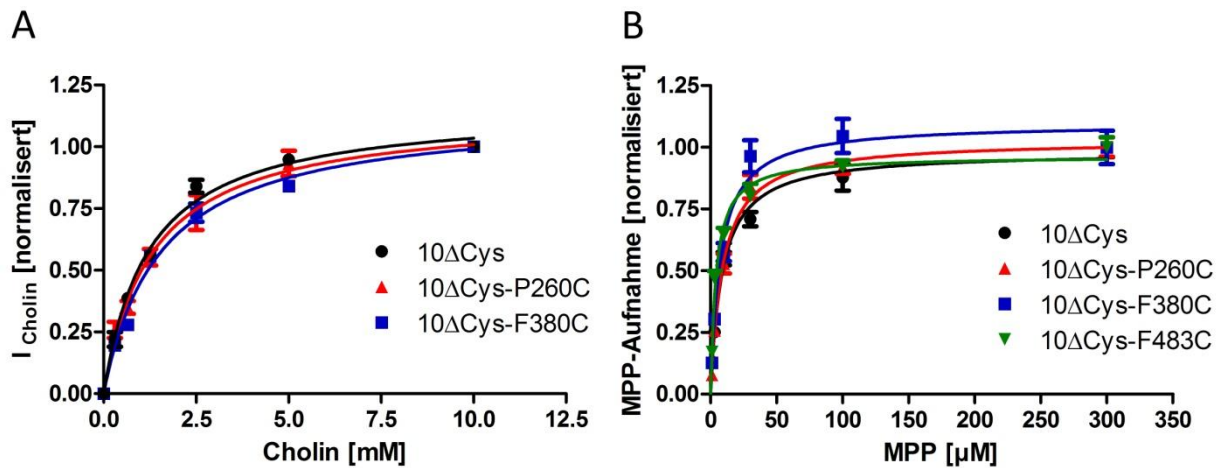 A
I Cholin [normalisert]
1.25
1.00
0.75
0.50
0.25
0.00
10ΔCys
10ΔCys-P260C
10ΔCys-F380C
0.0
2.5
5.0
7.5
10.0
12.5
Cholin [mM]
B
MPP-Aufnahme [normalisiert]
1.25
1.00
0.75
0.50
0.25
0.00
10ΔCys
10ΔCys-P260C
10ΔCys-F380C
10ΔCys-F483C
0
50
100
150
200
250
300
MPP [µM]